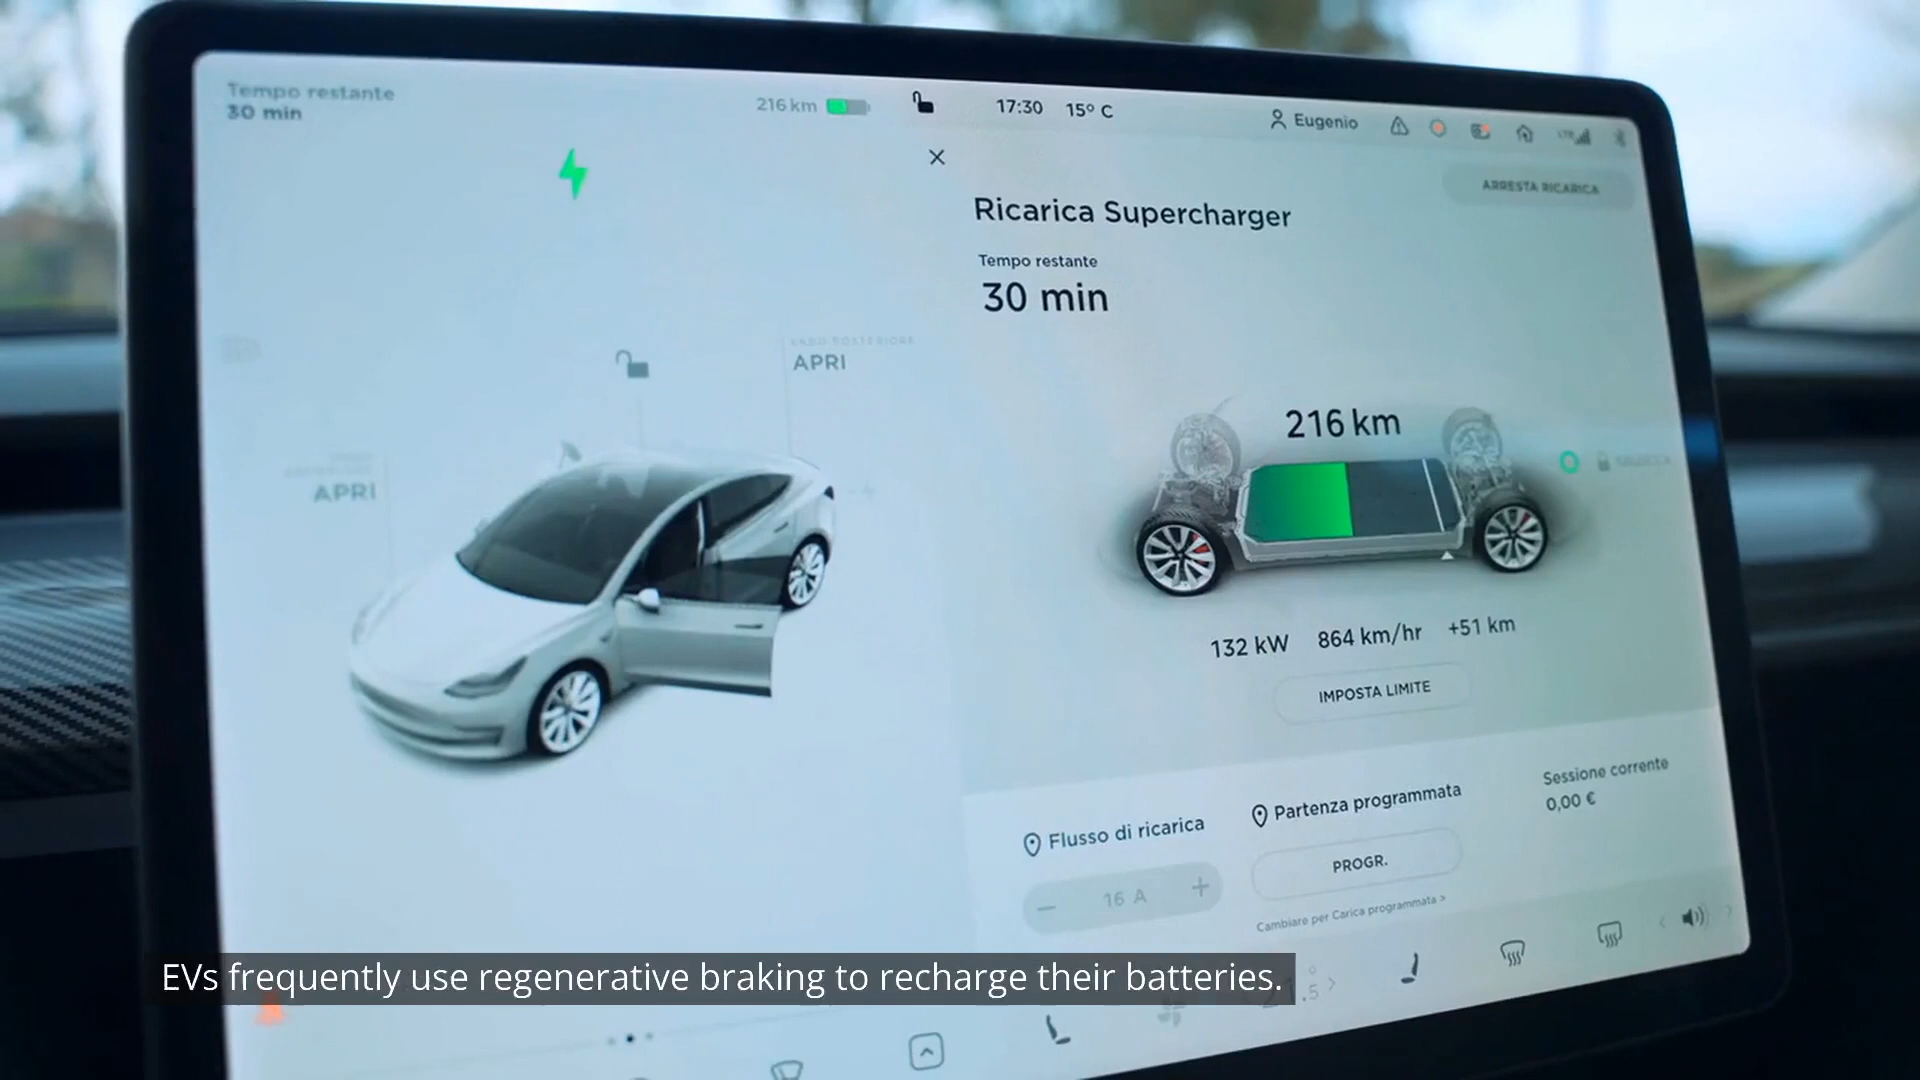 Tempo restante
30 min
216 km
17:30 15° C
Eugenio
LTE
ARRESTA RICARICA
Ricarica Supercharger
Tempo restante
30 min
APRI
APRI
216 km
132 kW 864 km/hr +51 km
IMPOSTA LIMITE
Flusso di ricarica
16 A
Partenza programmata
PROGR.
Cambiare per Carica programmata >
Sessione corrente
0,00 €
EVs frequently use regenerative braking to recharge their batteries.